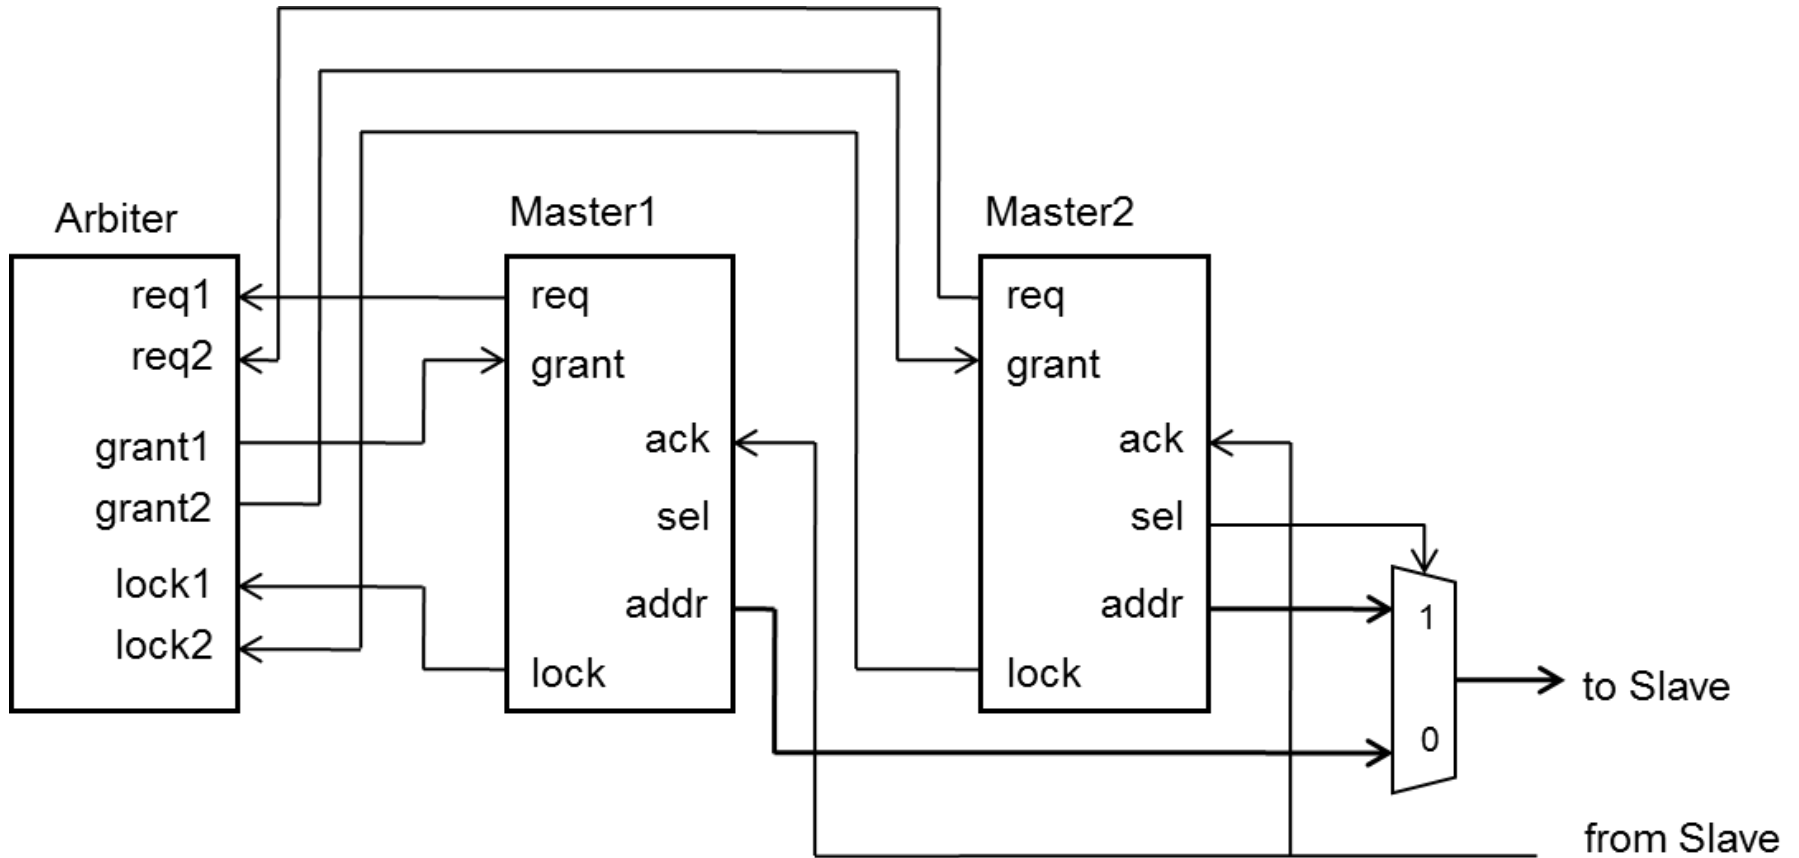 Arbiter
req1
req2
grant1
grant2
lock1
lock2
Master1
req
grant
ack
sel
addr
lock
Master2
req
grant
ack
sel
addr
lock
1
0
to Slave
from Slave